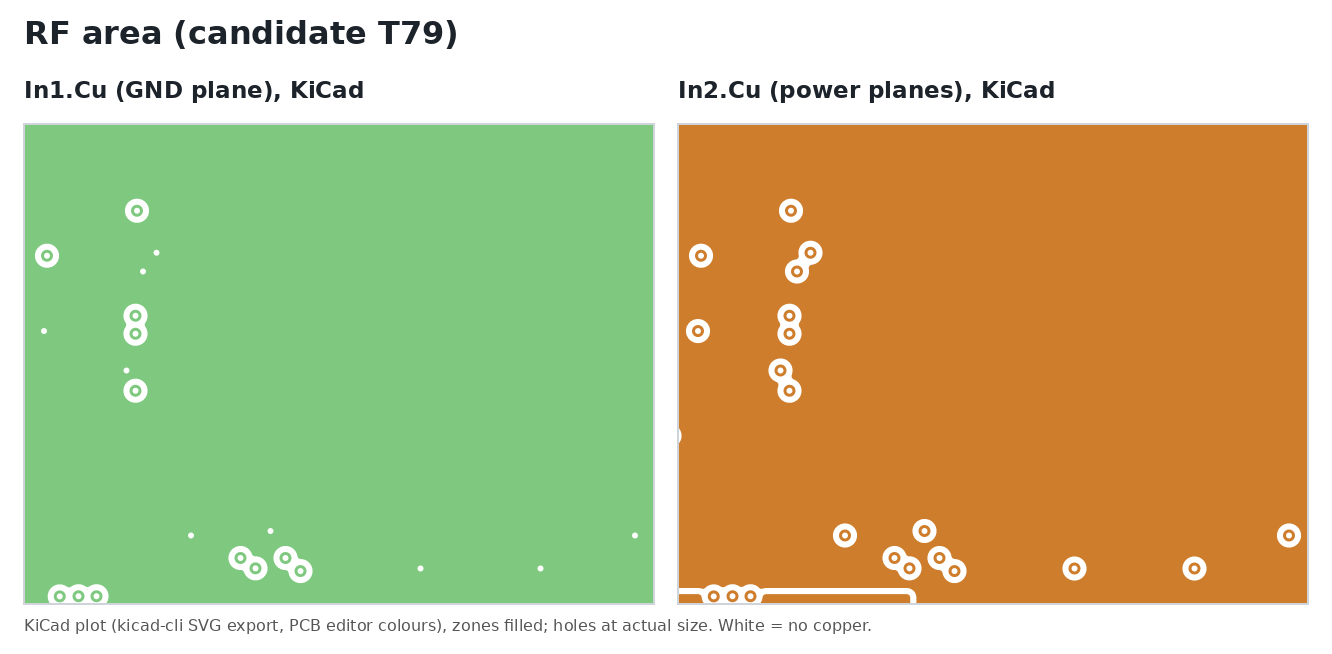 RF area (candidate T79)
In1.Cu (GND plane), KiCad
In2.Cu (power planes), KiCad
KiCad plot (kicad-cli SVG export, PCB editor colours), zones filled; holes at actual size. White = no copper.